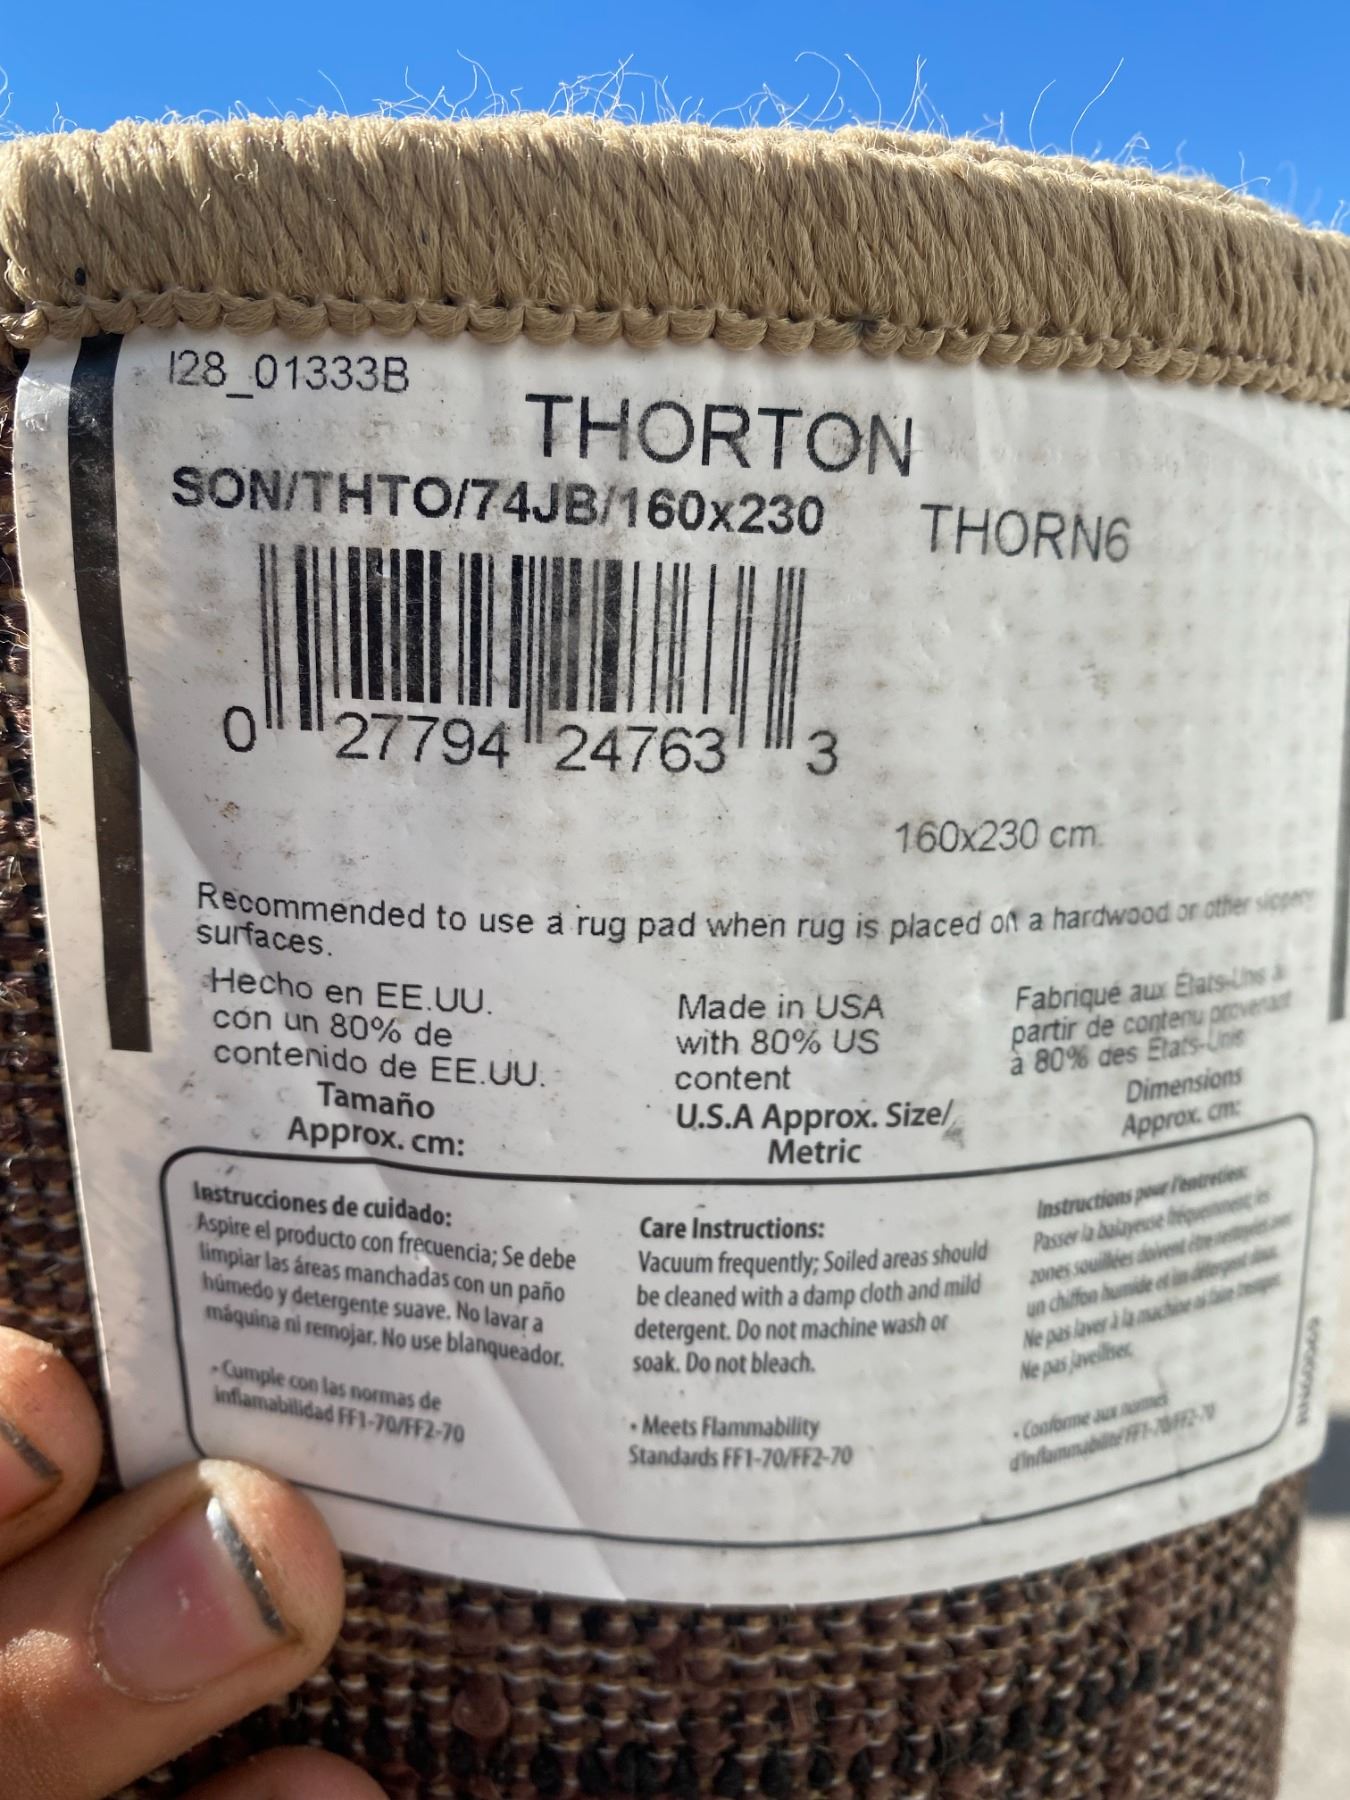 I28_01333B
THORTON
SON/THTO/74JB/160x230
THORN6
0 27794 24763 3
160x230 cm.
Recommended to use a rug pad when rug is placed on a hardwood or other slippery
surfaces.
Hecho en EE.UU.
con un 80% de
contenido de EE.UU.
Tamaño
Approx. cm:
Made in USA
with 80% US
content
U.S.A Approx. Size/
Metric
Fabriqué aux États-Unis à
partir de contenu provenant
à 80% des États-Unis
Dimensions
Approx. cm:
Instrucciones de cuidado:
Aspire el producto con frecuencia; Se debe
limpiar las áreas manchadas con un paño
húmedo y detergente suave. No lavar a
máquina ni remojar. No use blanqueador.
• Cumple con las normas de
inflamabilidad FF1-70/FF2-70
Care Instructions:
Vacuum frequently; Soiled areas should
be cleaned with a damp cloth and mild
detergent. Do not machine wash or
soak. Do not bleach.
• Meets Flammability
Standards FF1-70/FF2-70
Instructions pour l'entretien:
Passer la balayeuse fréquemment; les
zones souillées doivent être nettoyées avec
un chiffon humide et un détergent doux.
Ne pas laver à la machine ni faire tremper.
Ne pas javelliser.
• Conforme aux normes
d'inflammabilité FF1-70/FF2-70